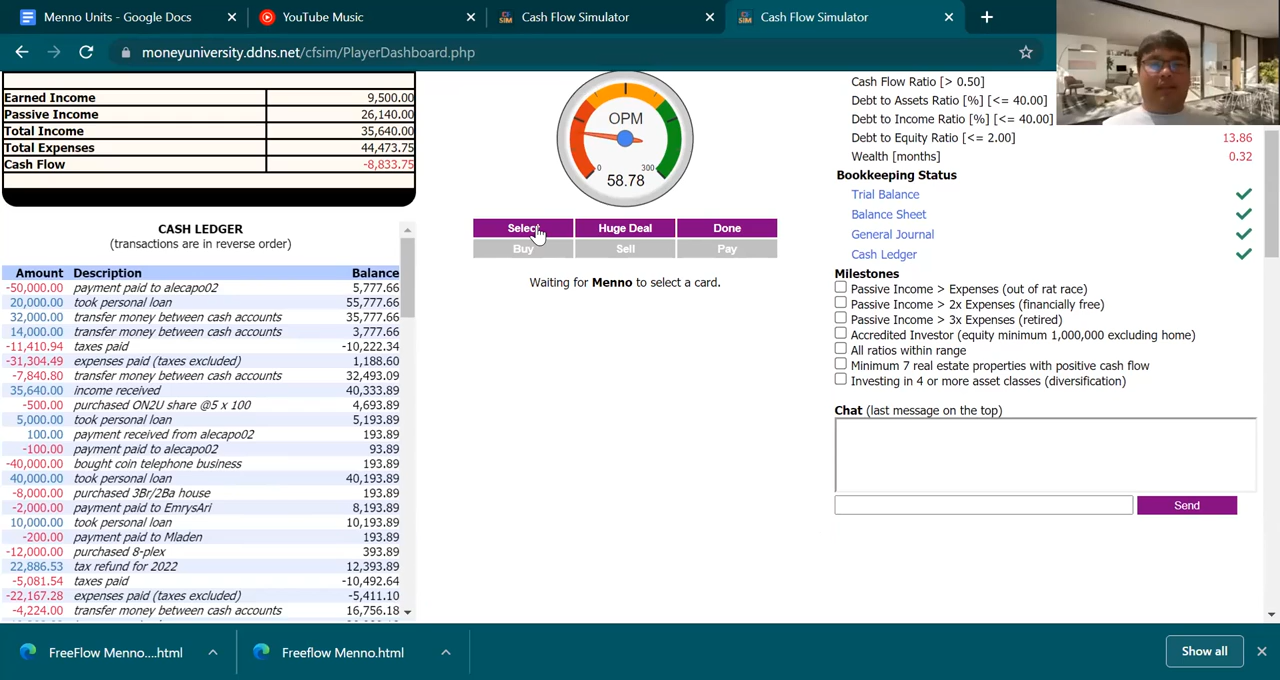 Menno Units - Google Docs
YouTube Music
Cash Flow Simulator
Cash Flow Simulator
moneyuniversity.ddns.net/cfsim/PlayerDashboard.php
Earned Income 9,500.00
Passive Income 26,140.00
Total Income 35,640.00
Total Expenses 44,473.75
Cash Flow -8,833.75
CASH LEDGER
(transactions are in reverse order)
Amount Description Balance
-50,000.00 payment paid to alecapo02 5,777.66
20,000.00 took personal loan 55,777.66
32,000.00 transfer money between cash accounts 35,777.66
14,000.00 transfer money between cash accounts 3,777.66
-11,410.94 taxes paid -10,222.34
-31,304.49 expenses paid (taxes excluded) 1,188.60
-7,840.80 transfer money between cash accounts 32,493.09
35,640.00 income received 40,333.89
-500.00 purchased ON2U share @5 x 100 4,693.89
5,000.00 took personal loan 5,193.89
100.00 payment received from alecapo02 193.89
-100.00 payment paid to alecapo02 93.89
-40,000.00 bought coin telephone business 193.89
40,000.00 took personal loan 40,193.89
-8,000.00 purchased 3Br/2Ba house 193.89
-2,000.00 payment paid to EmrysAri 8,193.89
10,000.00 took personal loan 10,193.89
-200.00 payment paid to Mladen 193.89
-12,000.00 purchased 8-plex 393.89
22,886.53 tax refund for 2022 12,393.89
-5,081.54 taxes paid -10,492.64
-22,167.28 expenses paid (taxes excluded) -5,411.10
-4,224.00 transfer money between cash accounts 16,756.18
OPM
0 300
58.78
Select Huge Deal Done
Buy Sell Pay
Waiting for Menno to select a card.
Cash Flow Ratio [> 0.50]
Debt to Assets Ratio [%] [<= 40.00]
Debt to Income Ratio [%] [<= 40.00]
Debt to Equity Ratio [<= 2.00] 13.86
Wealth [months] 0.32
Bookkeeping Status
Trial Balance
Balance Sheet
General Journal
Cash Ledger
Milestones
Passive Income > Expenses (out of rat race)
Passive Income > 2x Expenses (financially free)
Passive Income > 3x Expenses (retired)
Accredited Investor (equity minimum 1,000,000 excluding home)
All ratios within range
Minimum 7 real estate properties with positive cash flow
Investing in 4 or more asset classes (diversification)
Chat (last message on the top)
Send
FreeFlow Menno....html
Freeflow Menno.html
Show all